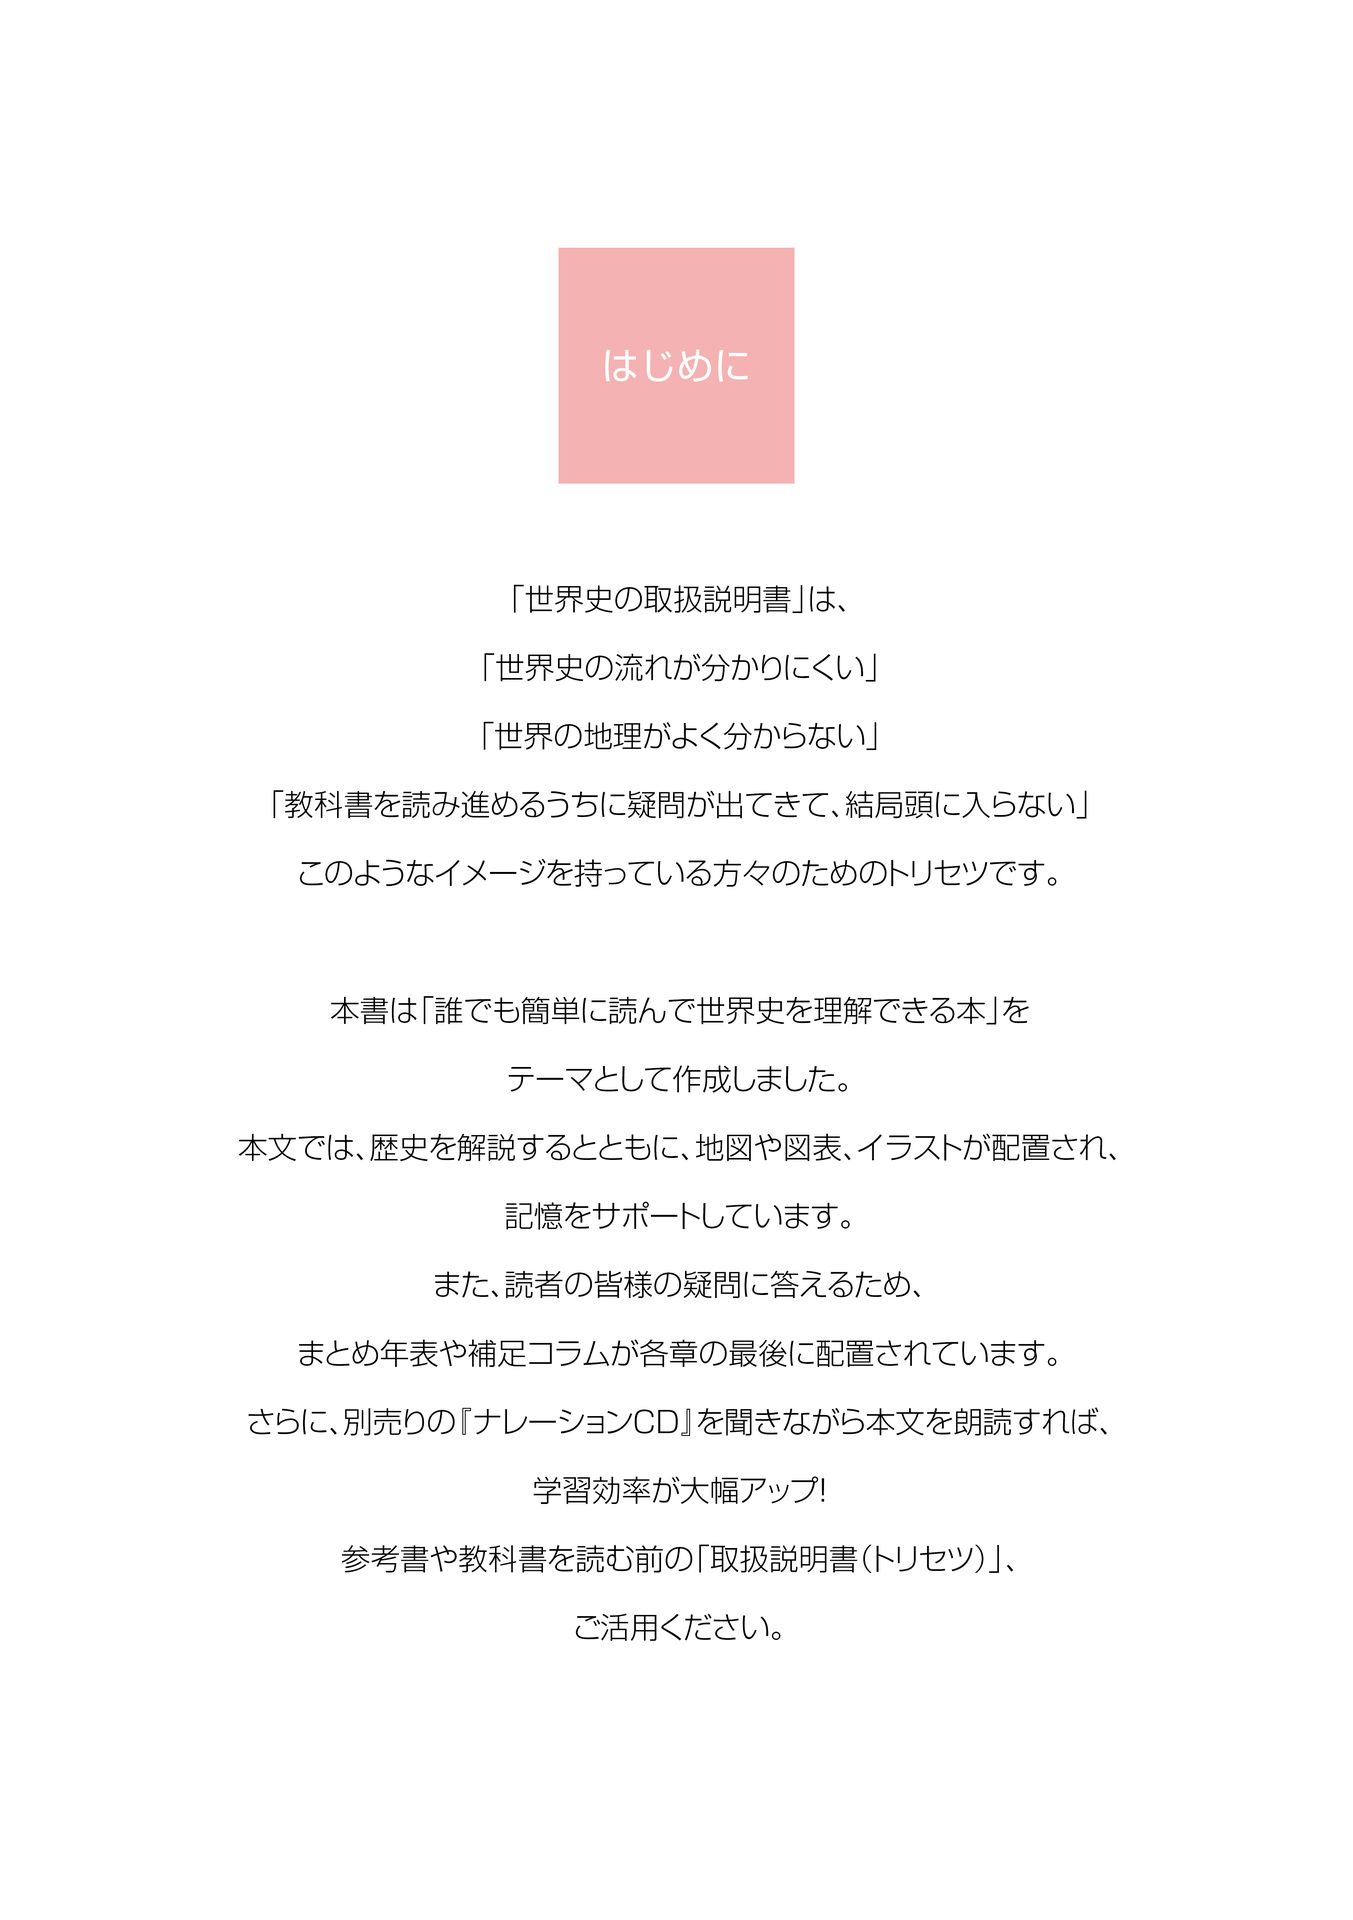 はじめに
「世界史の取扱説明書」は、
「世界史の流れが分かりにくい」
「世界の地理がよく分からない」
「教科書を読み進めるうちに疑問が出てきて、結局頭に入らない」
このようなイメージを持っている方々のためのトリセツです。
本書は「誰でも簡単に読んで世界史を理解できる本」を
テーマとして作成しました。
本文では、歴史を解説するとともに、地図や図表、イラストが配置され、
記憶をサポートしています。
また、読者の皆様の疑問に答えるため、
まとめ年表や補足コラムが各章の最後に配置されています。
さらに、別売りの『ナレーションCD』を聞きながら本文を朗読すれば、
学習効率が大幅アップ!
参考書や教科書を読む前の「取扱説明書(トリセツ)」、
ご活用ください。